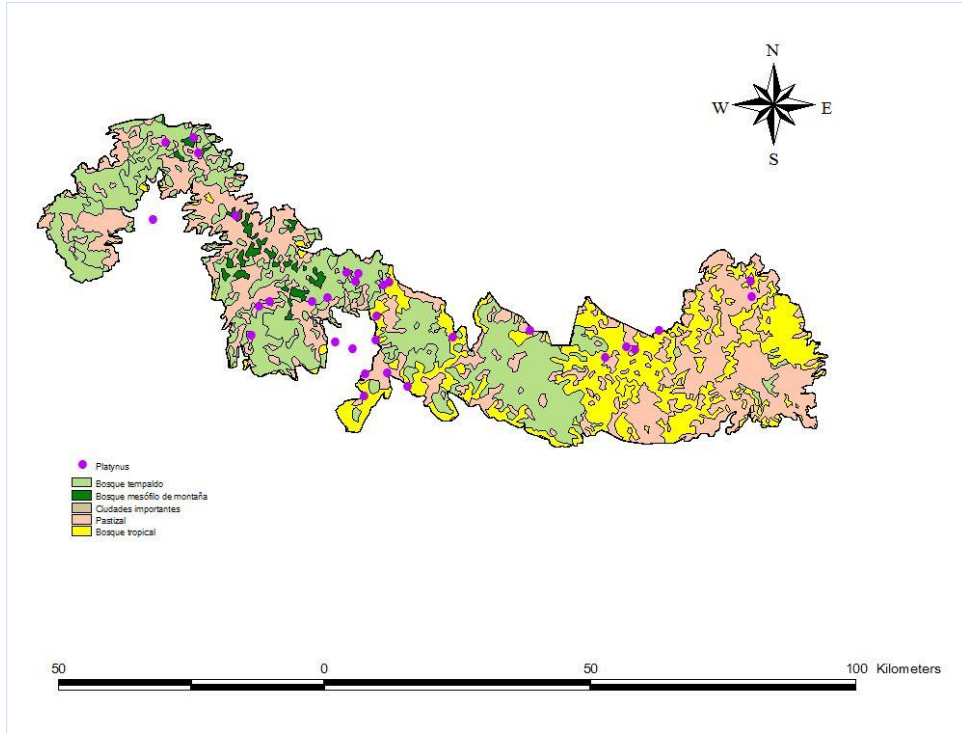 N
W E
S
Platynus
Bosque tempaldo
Bosque mesófilo de montaña
Ciudades importantes
Pastizal
Bosque tropical
50 0 50 100 Kilometers